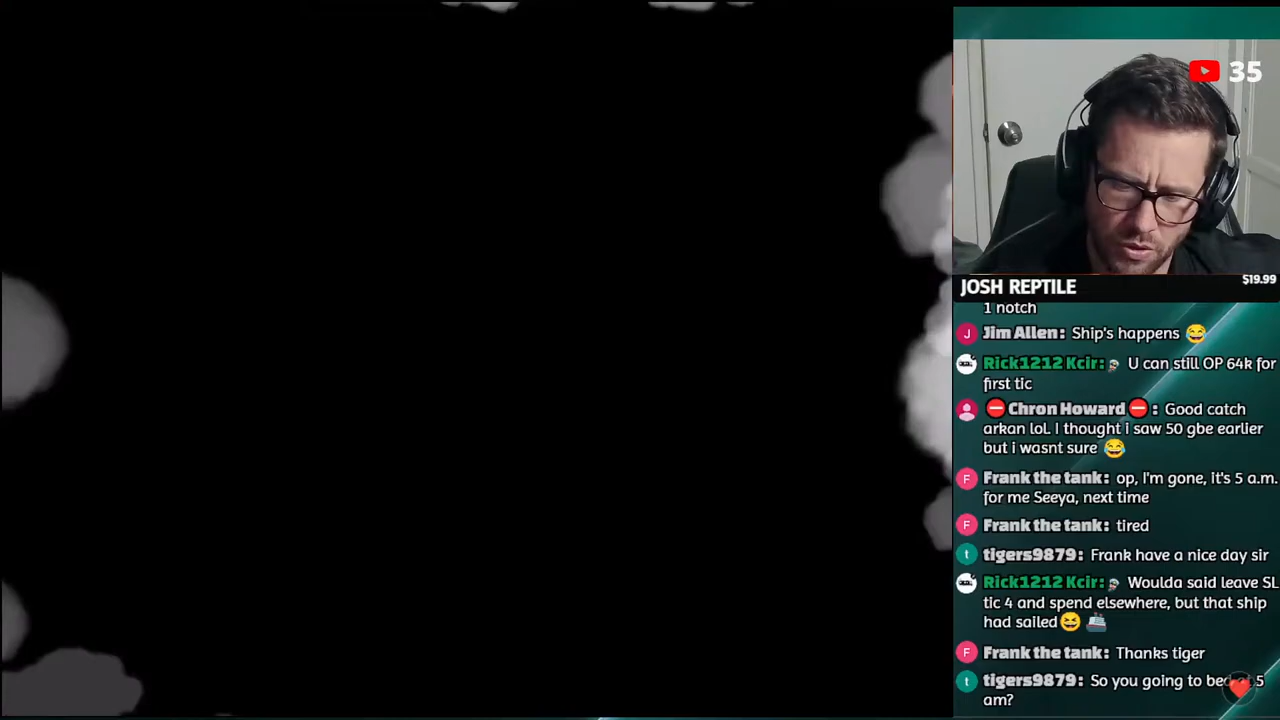 35
$19.99
JOSH REPTILE
1 notch
Jim Allen: Ship's happens 😂
Rick1212 Kcir: U can still OP 64k for
first tic
⛔ Chron Howard ⛔: Good catch
arkan lol. I thought i saw 50 gbe earlier
but i wasnt sure 😂
Frank the tank: op, I'm gone, it's 5 a.m.
for me Seeya, next time
Frank the tank: tired
tigers9879: Frank have a nice day sir
Rick1212 Kcir: Woulda said leave SL
tic 4 and spend elsewhere, but that ship
had sailed😆 🚢
Frank the tank: Thanks tiger
tigers9879: So you going to bed 5
am?